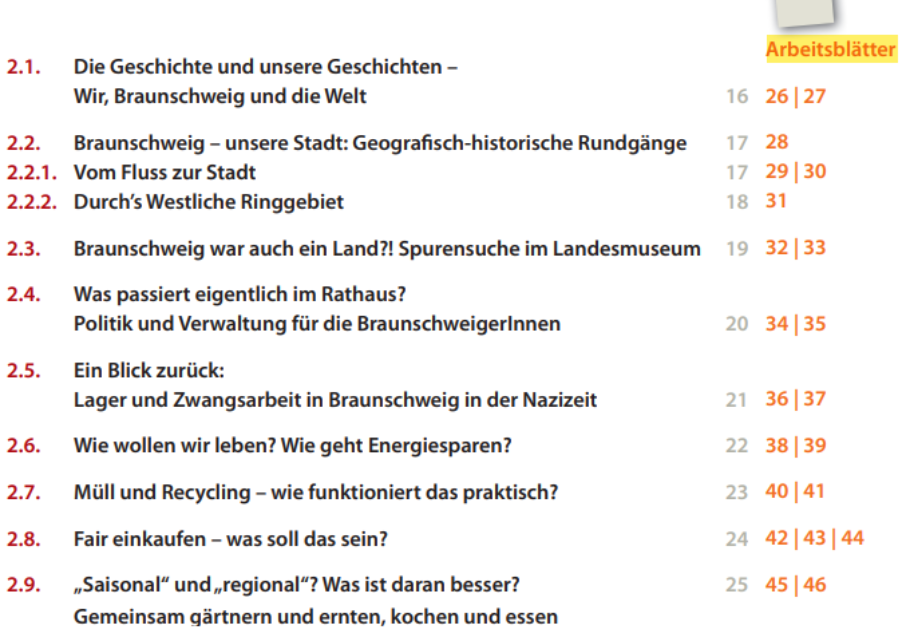 Arbeitsblätter
2.1. Die Geschichte und unsere Geschichten –
Wir, Braunschweig und die Welt 16 26 | 27
2.2. Braunschweig – unsere Stadt: Geografisch-historische Rundgänge 17 28
2.2.1. Vom Fluss zur Stadt 17 29 | 30
2.2.2. Durch's Westliche Ringgebiet 18 31
2.3. Braunschweig war auch ein Land?! Spurensuche im Landesmuseum 19 32 | 33
2.4. Was passiert eigentlich im Rathaus?
Politik und Verwaltung für die BraunschweigerInnen 20 34 | 35
2.5. Ein Blick zurück:
Lager und Zwangsarbeit in Braunschweig in der Nazizeit 21 36 | 37
2.6. Wie wollen wir leben? Wie geht Energiesparen? 22 38 | 39
2.7. Müll und Recycling – wie funktioniert das praktisch? 23 40 | 41
2.8. Fair einkaufen – was soll das sein? 24 42 | 43 | 44
2.9. „Saisonal“ und „regional“? Was ist daran besser? 25 45 | 46
Gemeinsam gärtnern und ernten, kochen und essen